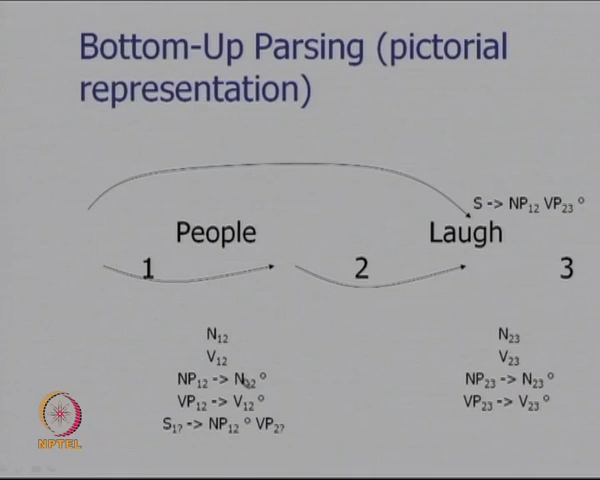 Bottom-Up Parsing (pictorial
representation)
S -> NP₁₂ VP₂₃ °
People Laugh
1 2 3
N₁₂ N₂₃
V₁₂ V₂₃
NP₁₂ -> N₁₂ ° NP₂₃ -> N₂₃ °
VP₁₂ -> V₁₂ ° VP₂₃ -> V₂₃ °
S₁? -> NP₁₂ ° VP₂?
NPTEL